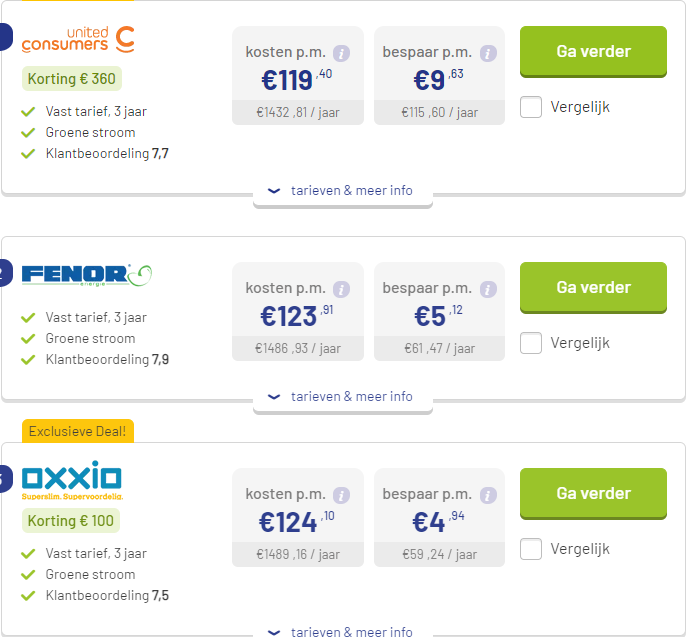 united
consumers
Korting € 360
Vast tarief, 3 jaar
Groene stroom
Klantbeoordeling 7,7
kosten p.m. i
€119 ,40
€1432 ,81 / jaar
bespaar p.m. i
€9 ,63
€115 ,60 / jaar
Ga verder
Vergelijk
tarieven & meer info
2
FENOR
energie
Vast tarief, 3 jaar
Groene stroom
Klantbeoordeling 7,9
kosten p.m. i
€123 ,91
€1486 ,93 / jaar
bespaar p.m. i
€5 ,12
€61 ,47 / jaar
Ga verder
Vergelijk
tarieven & meer info
Exclusieve Deal!
3
oxxio
Superslim. Supervoordelig.
Korting € 100
Vast tarief, 3 jaar
Groene stroom
Klantbeoordeling 7,5
kosten p.m. i
€124 ,10
€1489 ,16 / jaar
bespaar p.m. i
€4 ,94
€59 ,24 / jaar
Ga verder
Vergelijk
tarieven & meer info